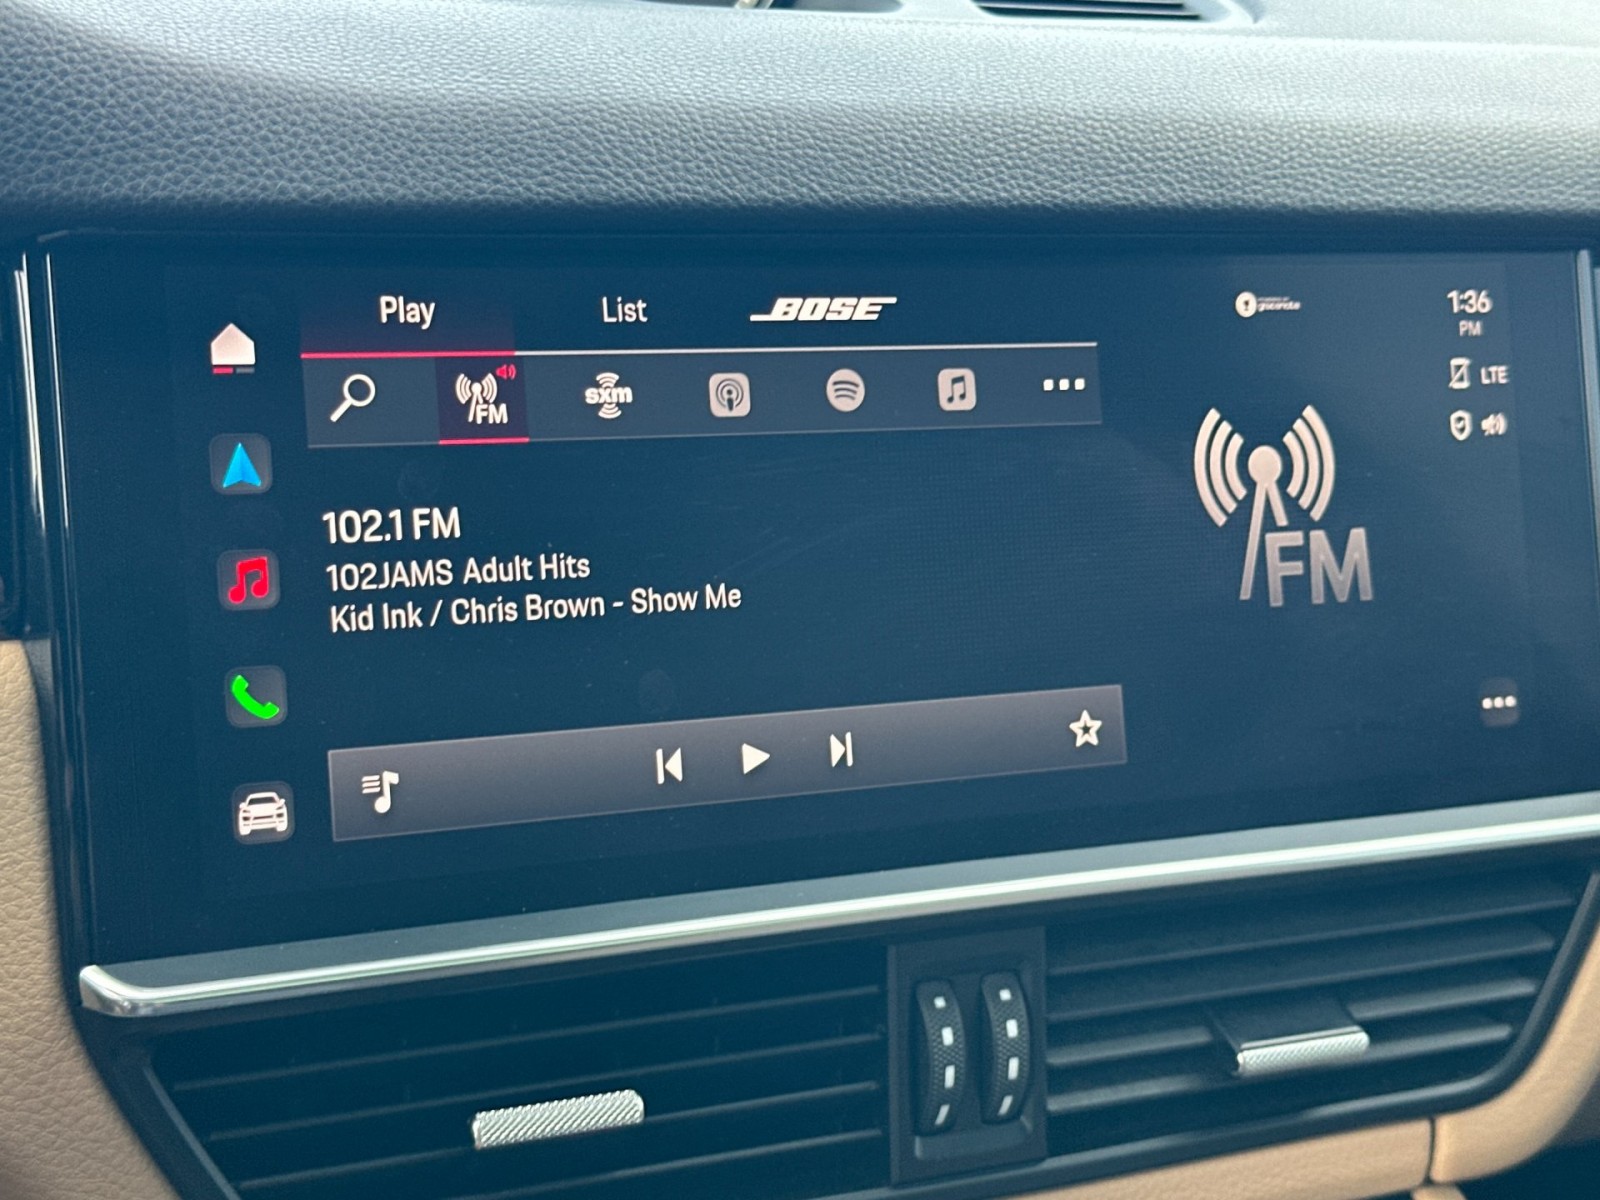 Play
List
BOSE
gracenote
1:36
PM
FM
sxm
LTE
102.1 FM
102JAMS Adult Hits
Kid Ink / Chris Brown - Show Me
FM